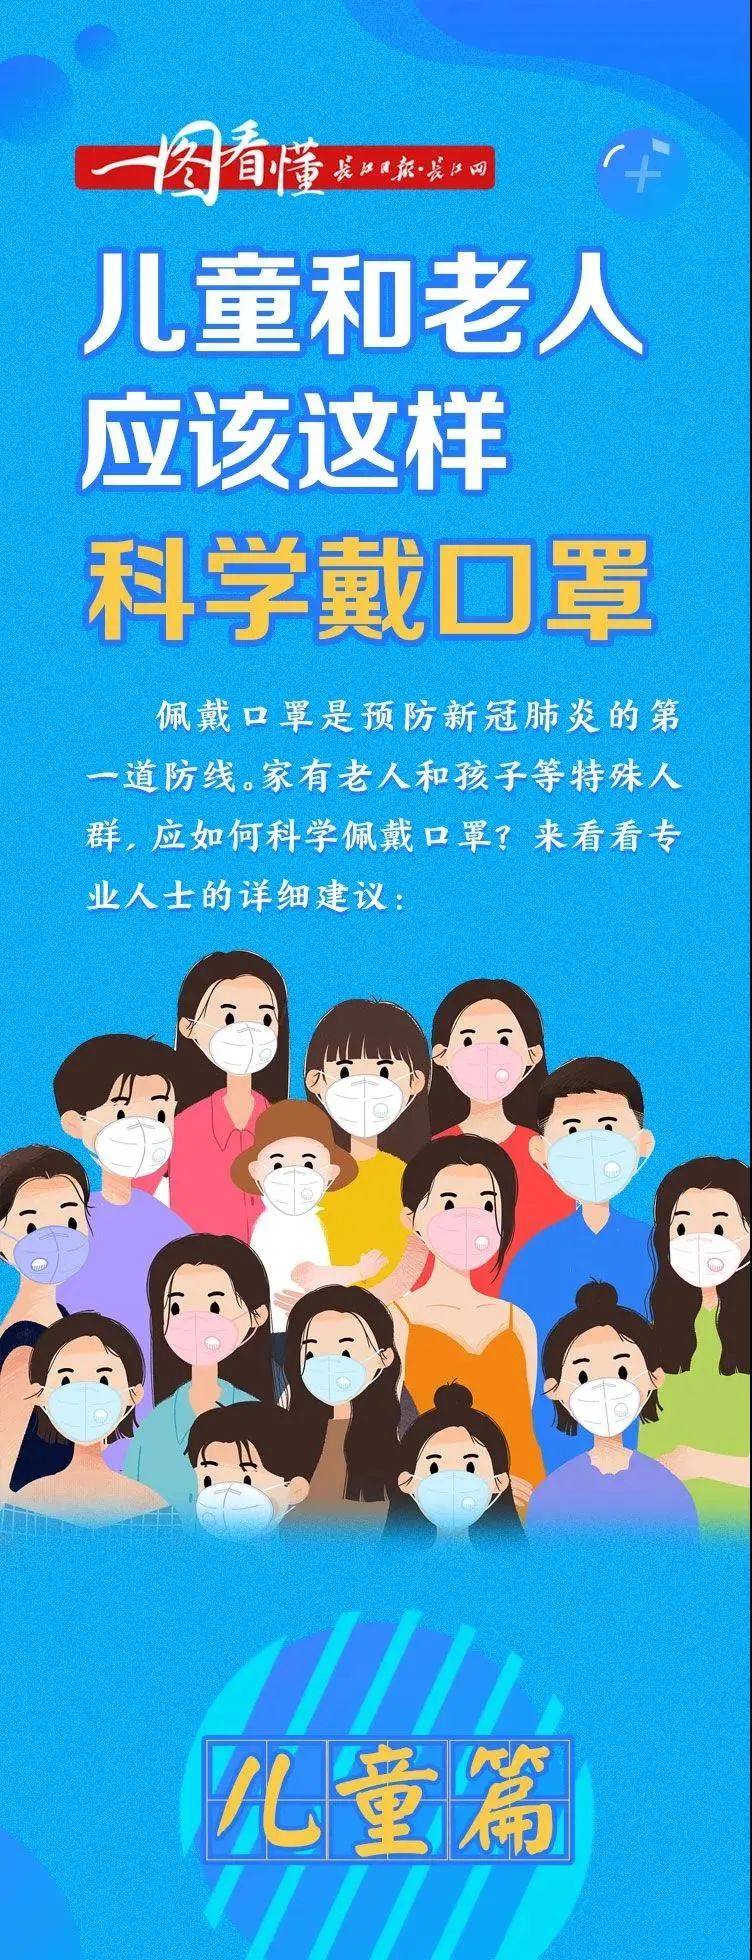 一图看懂 长江日报·长江网
儿童和老人
应该这样
科学戴口罩
佩戴口罩是预防新冠肺炎的第
一道防线。家有老人和孩子等特殊人
群，应如何科学佩戴口罩？来看看专
业人士的详细建议：
儿童篇